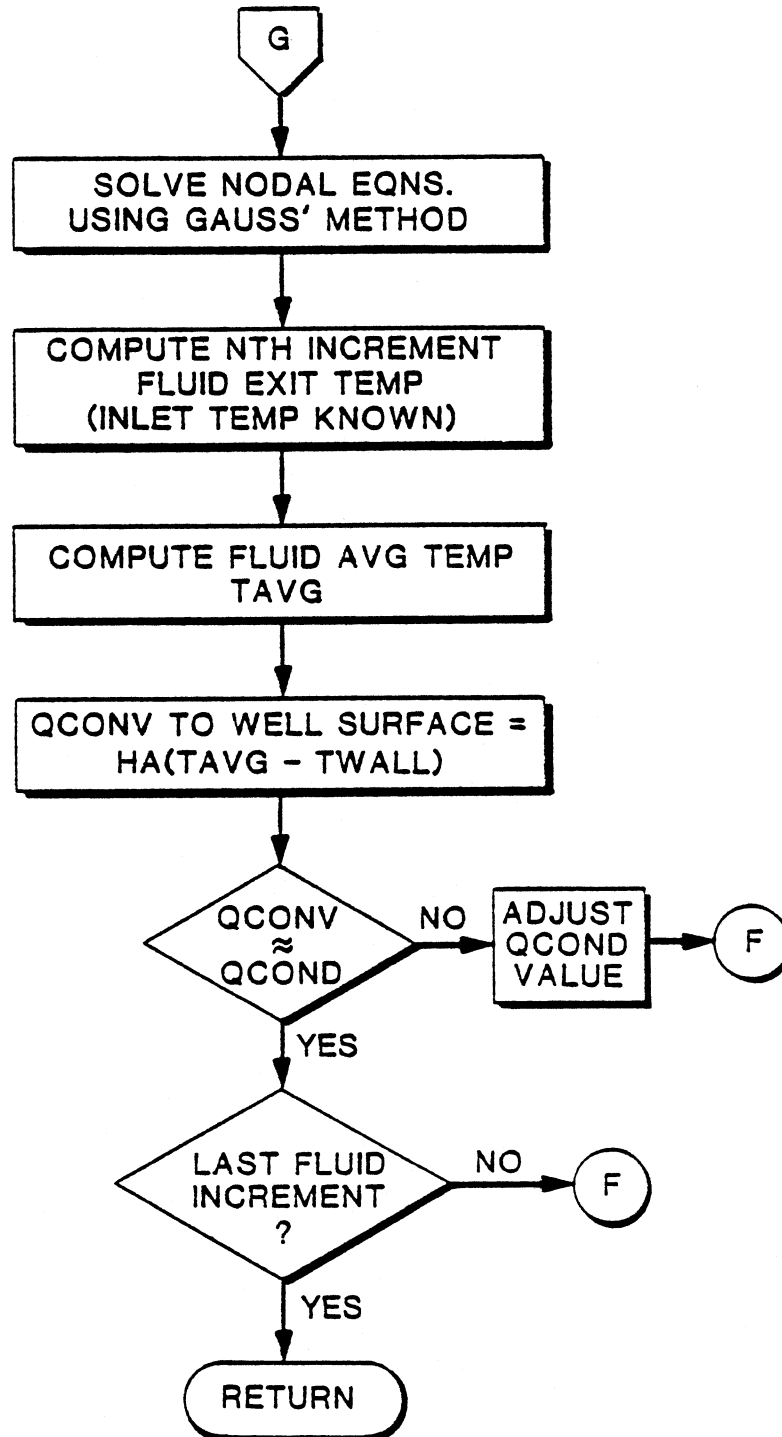 G
SOLVE NODAL EQNS.
USING GAUSS' METHOD
COMPUTE NTH INCREMENT
FLUID EXIT TEMP
(INLET TEMP KNOWN)
COMPUTE FLUID AVG TEMP
TAVG
QCONV TO WELL SURFACE =
HA(TAVG - TWALL)
QCONV
≈
QCOND
NO
ADJUST
QCOND
VALUE
F
YES
LAST FLUID
INCREMENT
?
NO
F
YES
RETURN